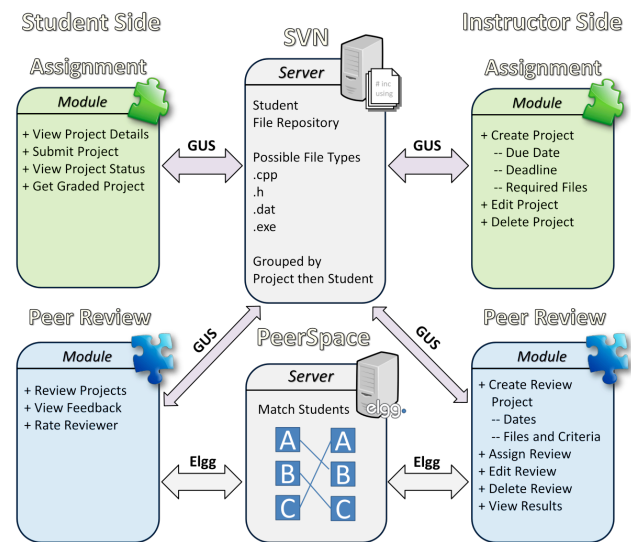 Student Side
SVN
Instructor Side
Assignment
Module
+ View Project Details
+ Submit Project
+ View Project Status
+ Get Graded Project
GUS
Server
# inc
using
Student
File Repository
Possible File Types
.cpp
.h
.dat
.exe
Grouped by
Project then Student
GUS
Assignment
Module
+ Create Project
-- Due Date
-- Deadline
-- Required Files
+ Edit Project
+ Delete Project
Peer Review
Module
+ Review Projects
+ View Feedback
+ Rate Reviewer
GUS
Elgg
PeerSpace
Server
elgg.
Match Students
A A
B B
C C
GUS
Elgg
Peer Review
Module
+ Create Review
Project
-- Dates
-- Files and Criteria
+ Assign Review
+ Edit Review
+ Delete Review
+ View Results